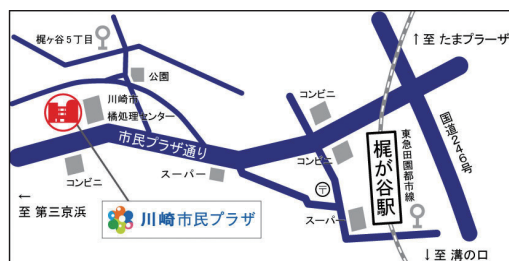 梶ヶ谷5丁目
公園
川崎市
橘処理センター
市民プラザ通り
コンビニ
スーパー
←
至 第三京浜
川崎市民プラザ
コンビニ
コンビニ
〒
スーパー
梶が谷駅
東急田園都市線
国道246号
↑至 たまプラーザ
↓至 溝の口